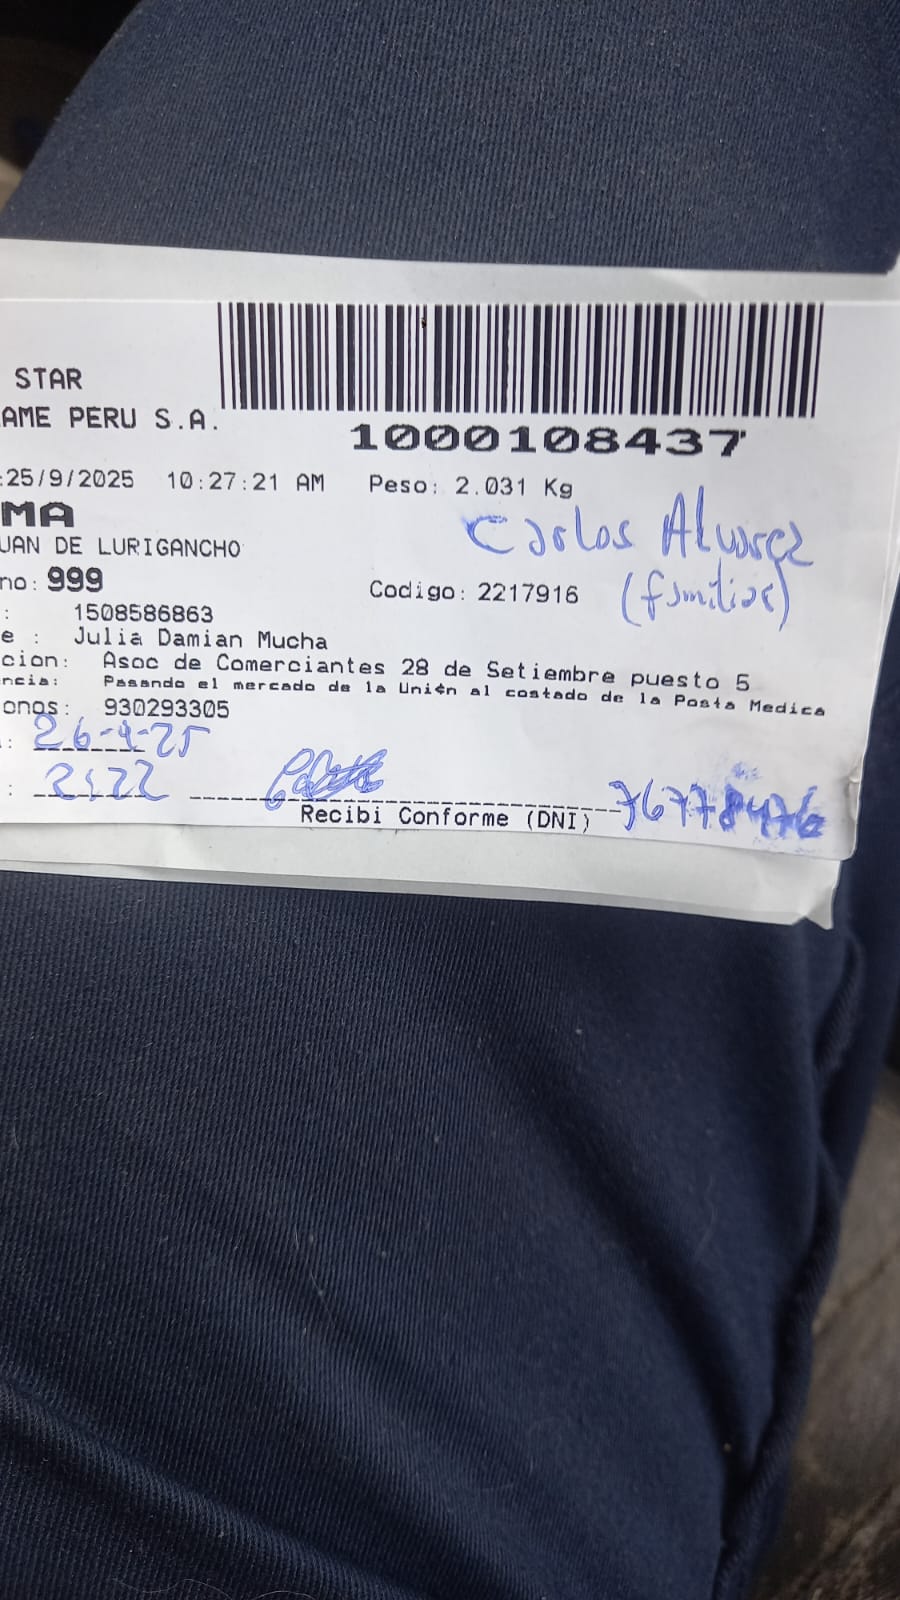 STAR
AME PERU S.A.
1000108437
:25/9/2025 10:27:21 AM Peso: 2.031 Kg
MA
Carlos Alvarez
UAN DE LURIGANCHO
no: 999
Codigo: 2217916 (familiar)
: 1508586863
e : Julia Damian Mucha
cion: Asoc de Comerciantes 28 de Setiembre puesto 5
ncia: Pasando el mercado de la Unión al costado de la Posta Medica
onos: 930293305
: 26-9-25
:
Recibi Conforme (DNI)